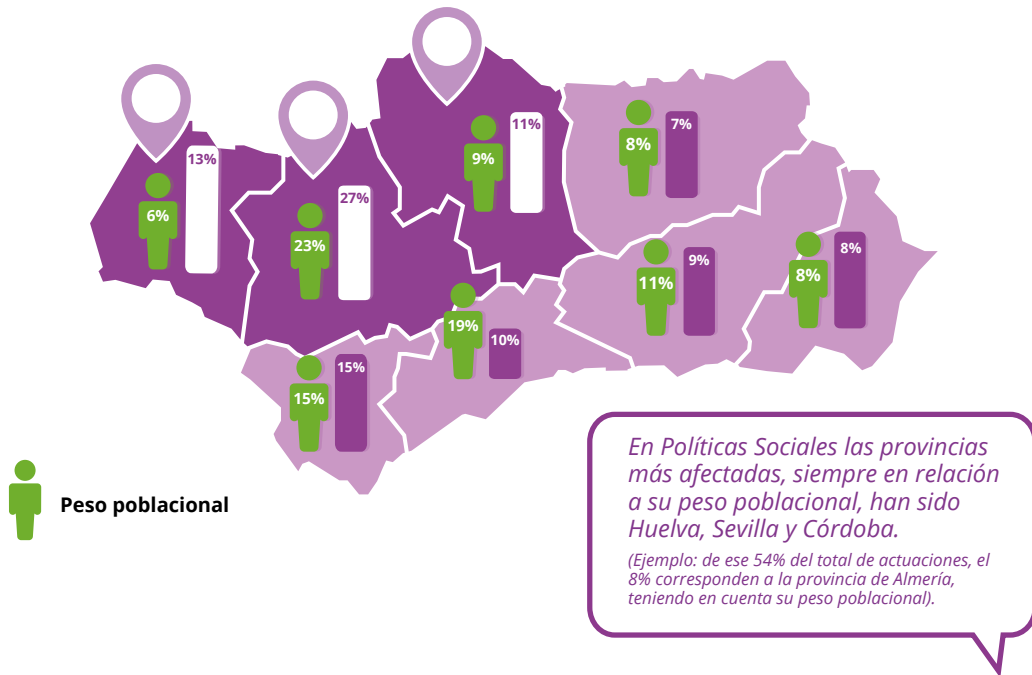 11%
7%
13%
9%
8%
6%
27%
23%
8%
9%
11%
8%
19%
10%
15%
15%
Peso poblacional
En Políticas Sociales las provincias
más afectadas, siempre en relación
a su peso poblacional, han sido
Huelva, Sevilla y Córdoba.
(Ejemplo: de ese 54% del total de actuaciones, el
8% corresponden a la provincia de Almería,
teniendo en cuenta su peso poblacional).